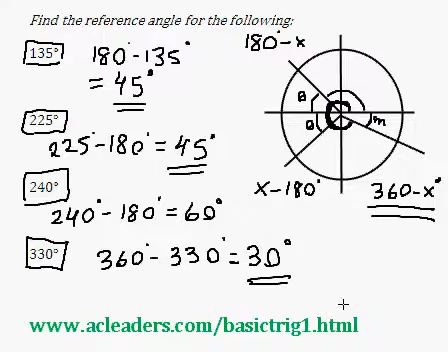 Find the reference angle for the following:
135°
180° - 135°
= 45°
225°
225° - 180° = 45°
240°
240° - 180° = 60°
330°
360° - 330° = 30°
180° - x
θ
θ
m
x - 180°
360 - x°
www.acleaders.com/basictrig1.html